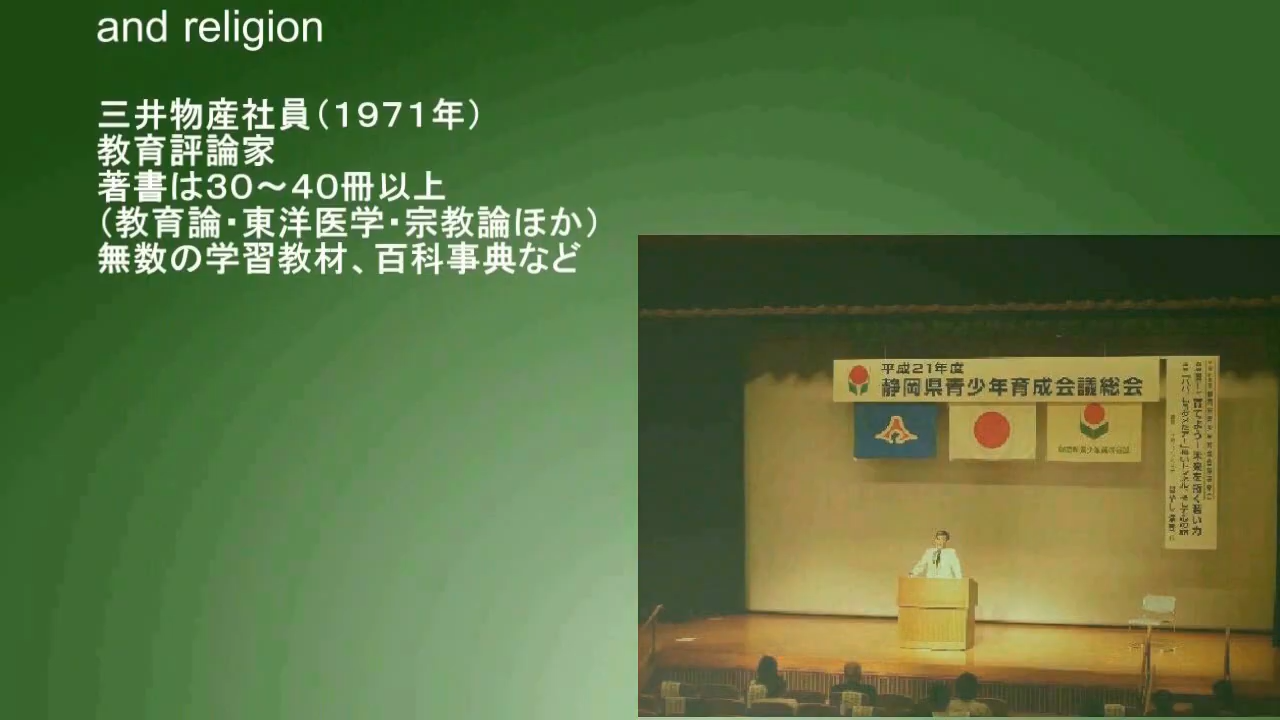 and religion
三井物産社員（１９７１年）
教育評論家
著書は３０～４０冊以上
（教育論・東洋医学・宗教論ほか）
無数の学習教材、百科事典など
平成21年度
静岡県青少年育成会議総会